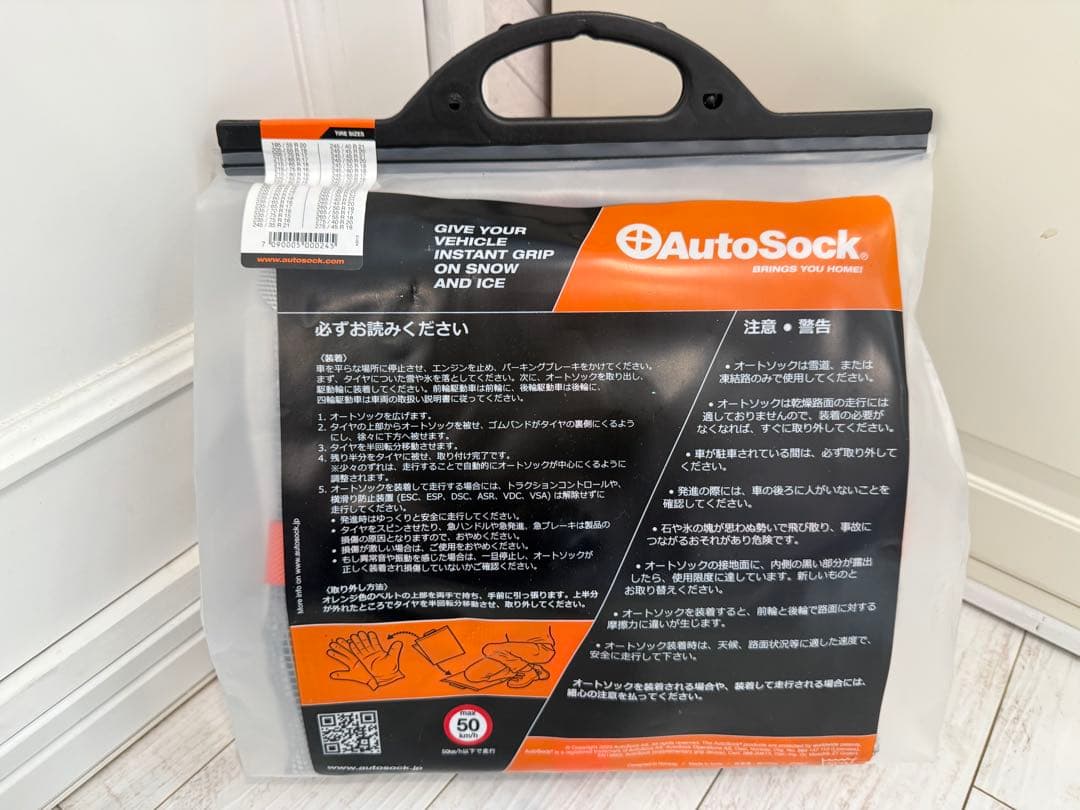 TIRE SIZES
245 / 35 R 21
275 / 45 R 18
7 090005 000245
www.autosock.com
GIVE YOUR
VEHICLE
INSTANT GRIP
ON SNOW
AND ICE
AutoSock®
BRINGS YOU HOME!
必ずお読みください
〈装着〉
車を平らな場所に停止させ、エンジンを止め、パーキングブレーキをかけてください。
まず、タイヤについた雪や氷を落としてください。次に、オートソックを取り出し、
駆動輪に装着してください。前輪駆動車は前輪に、後輪駆動車は後輪に、
四輪駆動車は車両の取扱い説明書に従ってください。
1. オートソックを広げます。
2. タイヤの上部からオートソックを被せ、ゴムバンドがタイヤの裏側にくるよう
にし、徐々に下方へ被せます。
3. タイヤを半回転分移動させます。
4. 残り半分をタイヤに被せ、取り付け完了です。
※少々のずれは、走行することで自動的にオートソックが中心にくるように
調整されます。
5. オートソックを装着して走行する場合には、トラクションコントロールや、
横滑り防止装置 (ESC, ESP, DSC, ASR, VDC, VSA) は解除せずに
走行してください。
• 発進時はゆっくりと安全に走行してください。
• タイヤをスピンさせたり、急ハンドルや急発進、急ブレーキは製品の
損傷の原因となりますので、おやめください。
• 損傷が激しい場合は、ご使用をおやめください。
• もし異常音や振動を感じた場合は、一旦停止し、オートソックが
正しく装着され損傷していないかご確認ください。
〈取り外し方法〉
オレンジ色のベルトの上部を両手で持ち、手前に引っ張ります。上半分
が外れたところでタイヤを半回転分移動させ、取り外してください。
More info on www.autosock.jp
max
50
km/h
50km/h以下で走行
www.autosock.jp
注意 • 警告
• オートソックは雪道、または
凍結路のみで使用してください。
• オートソックは乾燥路面の走行には
適しておりませんので、装着の必要が
なくなれば、すぐに取り外してください。
• 車が駐車されている間は、必ず取り外して
ください。
• 発進の際には、車の後ろに人がいないことを
確認してください。
• 石や氷の塊が思わぬ勢いで飛び散り、事故に
つながるおそれがあり危険です。
• オートソックの接地面に、内側の黒い部分が露出
したら、使用限度に達しています。新しいものと
お取り替えください。
• オートソックを装着すると、前輪と後輪で路面に対する
摩擦力に違いが生じます。
• オートソック装着時は、天候、路面状況等に適した速度で、
安全に走行して下さい。
オートソックを装着される場合や、装着して走行される場合には、
細心の注意を払ってください。